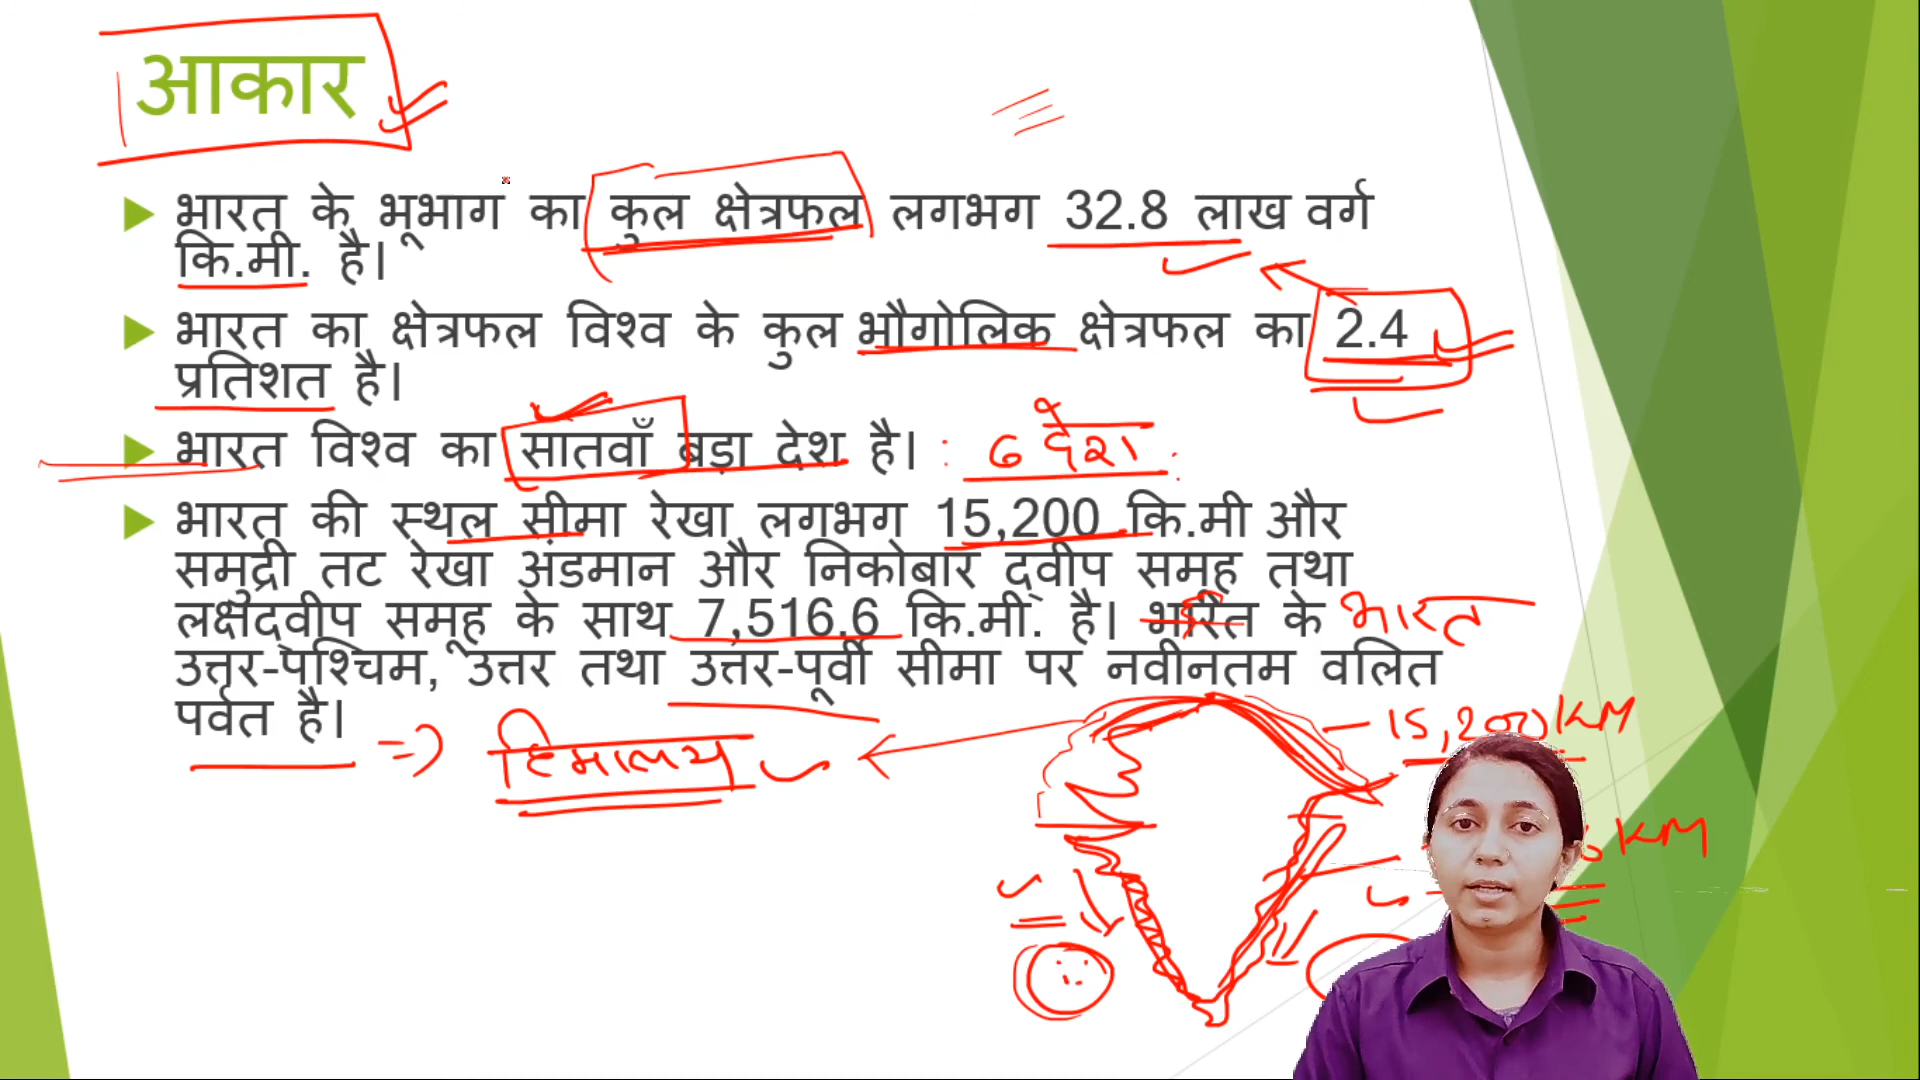 आकार
भारत के भूभाग का कुल क्षेत्रफल लगभग 32.8 लाख वर्ग
कि.मी. है।
भारत का क्षेत्रफल विश्व के कुल भौगोलिक क्षेत्रफल का 2.4
प्रतिशत है।
भारत विश्व का सातवाँ बड़ा देश है। : 6 देश
भारत की स्थल सीमा रेखा लगभग 15,200 कि.मी और
समुद्री तट रेखा अंडमान और निकोबार द्वीप समूह तथा
लक्षद्वीप समूह के साथ 7,516.6 कि.मी. है। भारत के भारत
उत्तर-पश्चिम, उत्तर तथा उत्तर-पूर्वी सीमा पर नवीनतम वलित
पर्वत है।
=> हिमालय
15,200 KM
KM